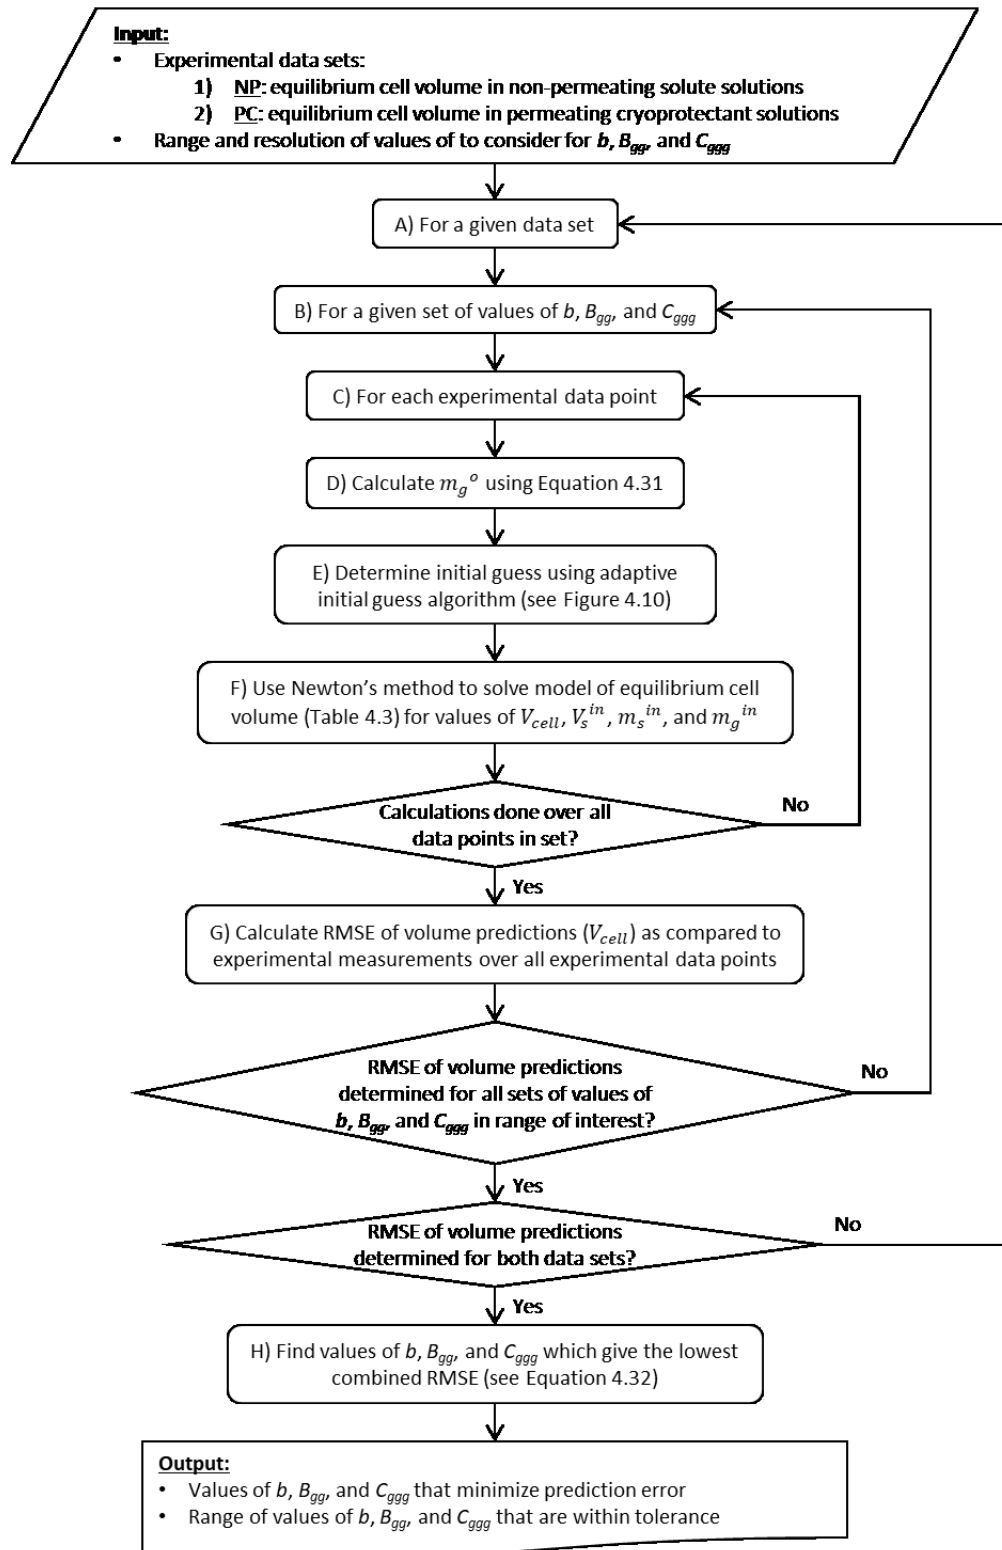 Input:
• Experimental data sets:
1) NP: equilibrium cell volume in non-permeating solute solutions
2) PC: equilibrium cell volume in permeating cryoprotectant solutions
• Range and resolution of values of to consider for b, Bgg, and Cggg
A) For a given data set
B) For a given set of values of b, Bgg, and Cggg
C) For each experimental data point
D) Calculate m_g^o using Equation 4.31
E) Determine initial guess using adaptive
initial guess algorithm (see Figure 4.10)
F) Use Newton's method to solve model of equilibrium cell
volume (Table 4.3) for values of V_cell, V_s^in, m_s^in, and m_g^in
Calculations done over all
data points in set?
No
Yes
G) Calculate RMSE of volume predictions (V_cell) as compared to
experimental measurements over all experimental data points
RMSE of volume predictions
determined for all sets of values of
b, Bgg, and Cggg in range of interest?
No
Yes
RMSE of volume predictions
determined for both data sets?
No
Yes
H) Find values of b, Bgg, and Cggg which give the lowest
combined RMSE (see Equation 4.32)
Output:
• Values of b, Bgg, and Cggg that minimize prediction error
• Range of values of b, Bgg, and Cggg that are within tolerance